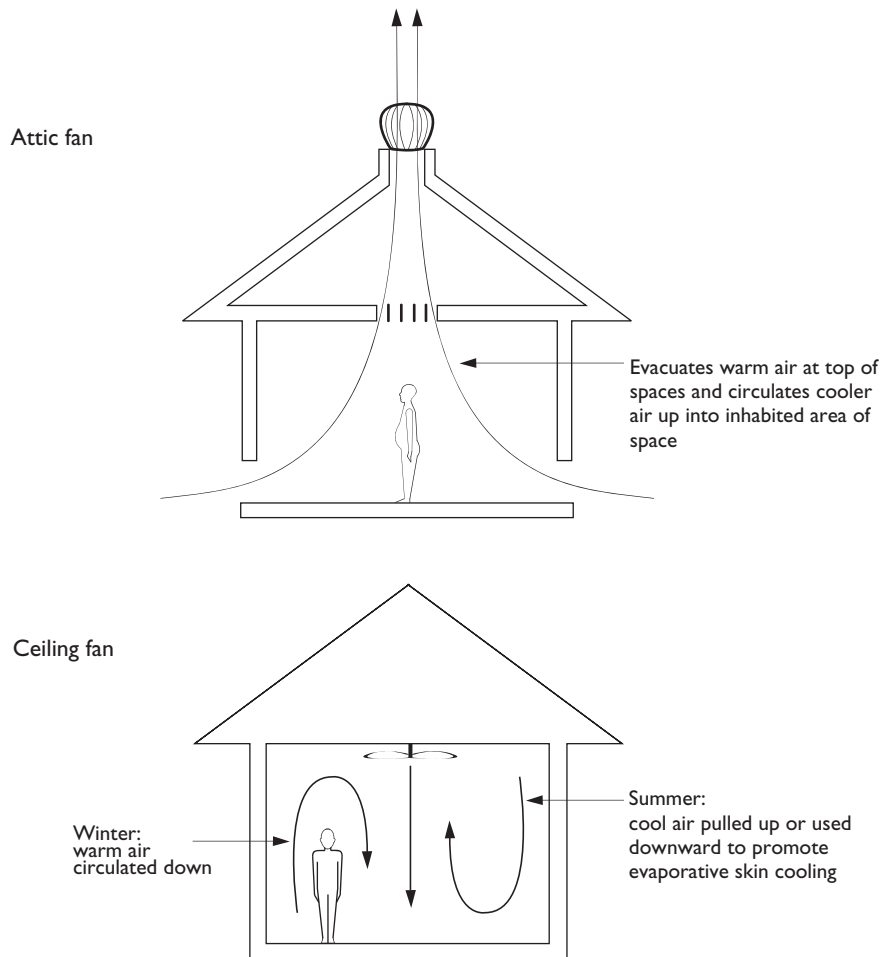 Attic fan
Evacuates warm air at top of
spaces and circulates cooler
air up into inhabited area of
space
Ceiling fan
Winter:
warm air
circulated down
Summer:
cool air pulled up or used
downward to promote
evaporative skin cooling